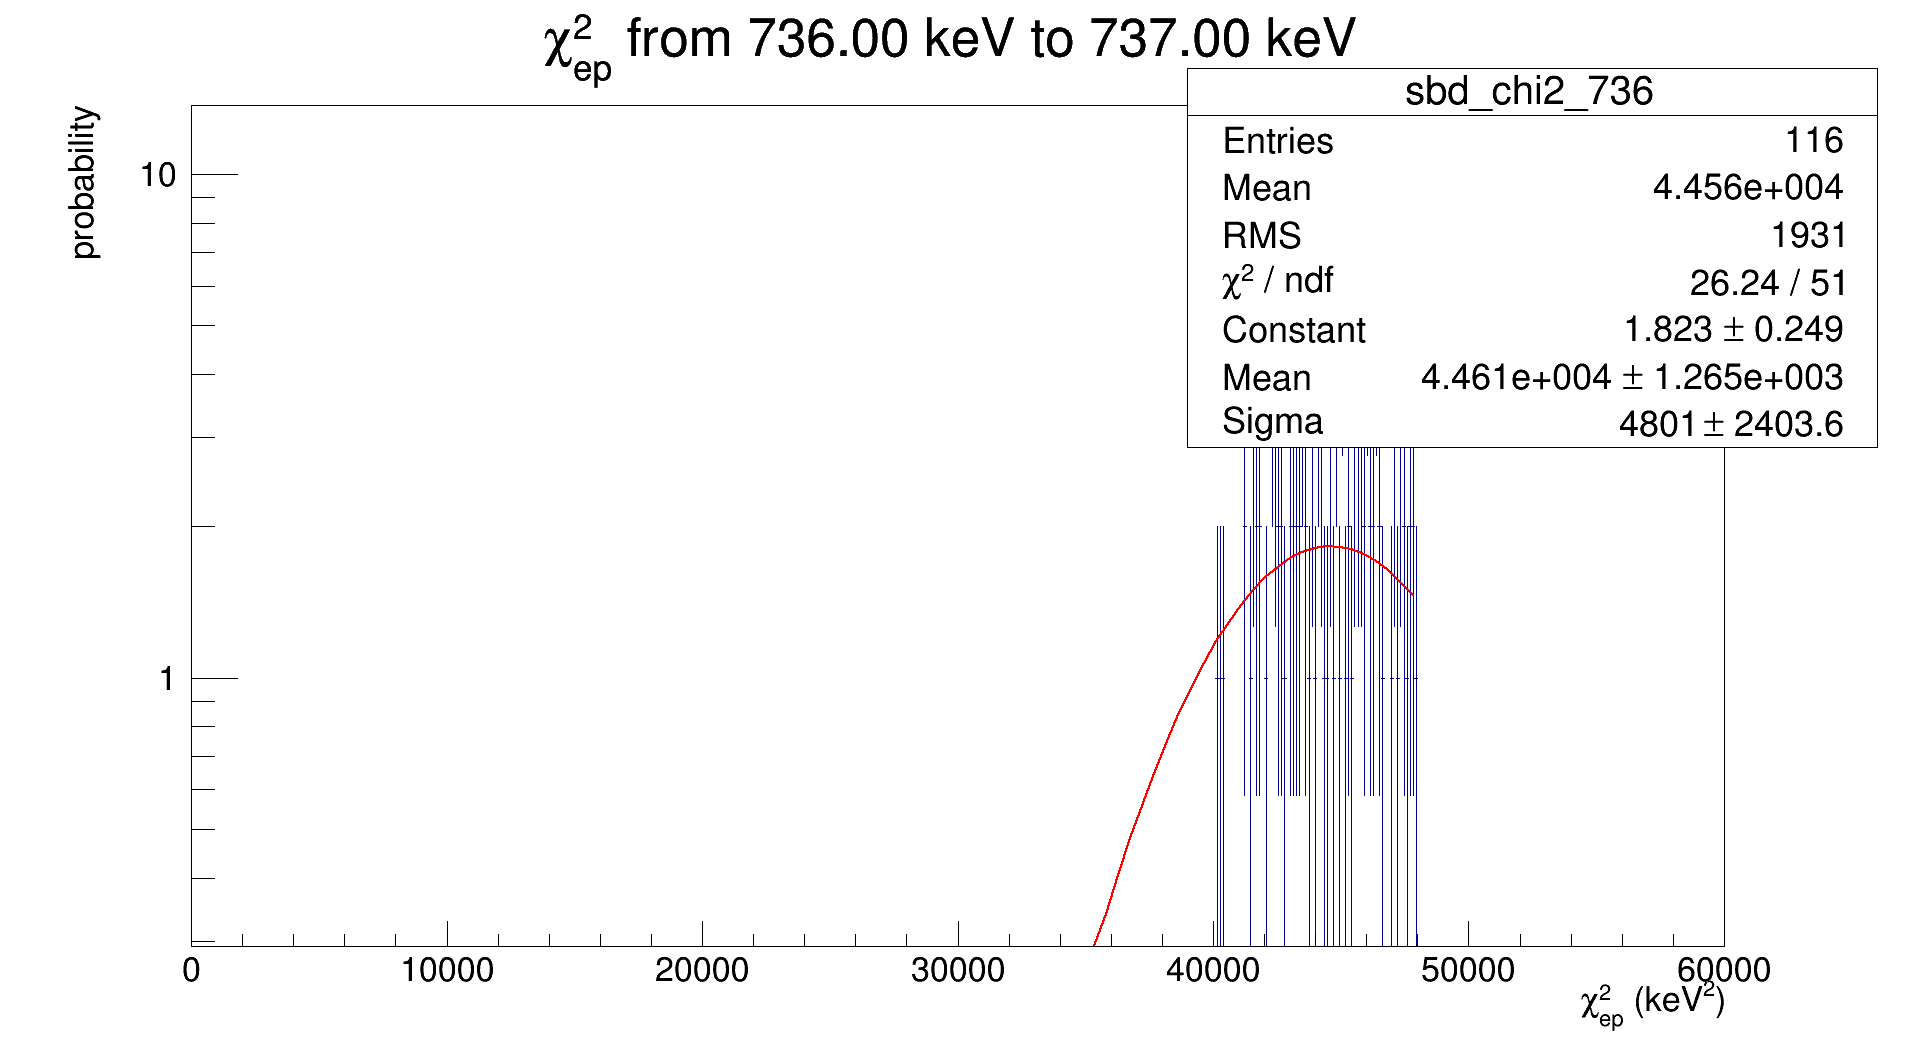 χ²ep from 736.00 keV to 737.00 keV
sbd_chi2_736
Entries 116
Mean 4.456e+004
RMS 1931
χ² / ndf 26.24 / 51
Constant 1.823 ± 0.249
Mean 4.461e+004 ± 1.265e+003
Sigma 4801 ± 2403.6
probability
10
1
0 10000 20000 30000 40000 50000 60000
χ²ep (keV²)